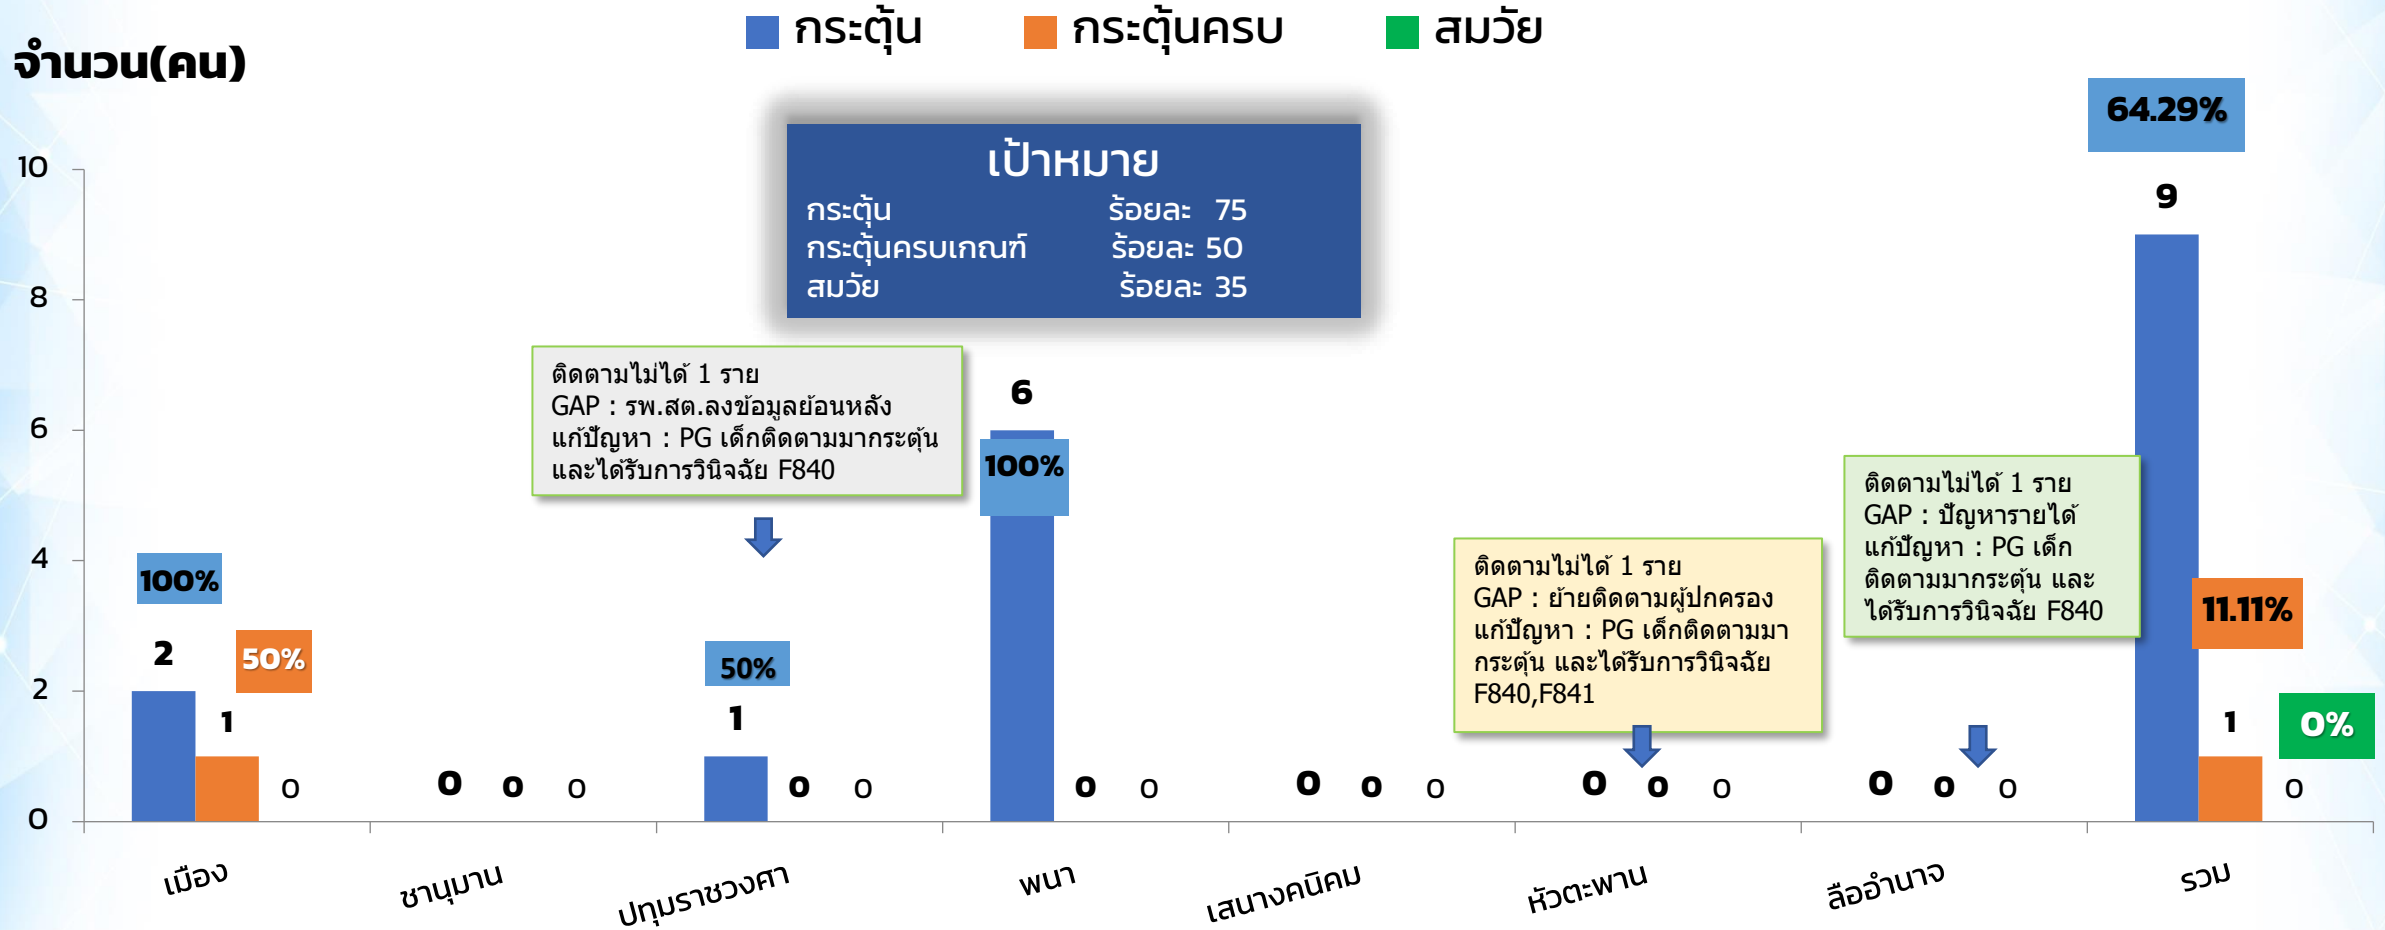 กระตุ้น กระตุ้นครบ สมวัย
จำนวน(คน)
64.29%
เป้าหมาย
กระตุ้น ร้อยละ 75
กระตุ้นครบเกณฑ์ ร้อยละ 50
สมวัย ร้อยละ 35
10
8
6
4
2
0
9
ติดตามไม่ได้ 1 ราย
GAP : รพ.สต.ลงข้อมูลย้อนหลัง
แก้ปัญหา : PG เด็กติดตามมากระตุ้น
และได้รับการวินิจฉัย F840
6
100%
ติดตามไม่ได้ 1 ราย
GAP : ปัญหารายได้
แก้ปัญหา : PG เด็ก
ติดตามมากระตุ้น และ
ได้รับการวินิจฉัย F840
ติดตามไม่ได้ 1 ราย
GAP : ย้ายติดตามผู้ปกครอง
แก้ปัญหา : PG เด็กติดตามมา
กระตุ้น และได้รับการวินิจฉัย
F840,F841
100%
2
50%
1
0
50%
1
11.11%
1
0%
0 0 0
0 0
0 0
0 0 0
0 0 0
0 0 0
0
เมือง ชานุมาน ปทุมราชวงศา พนา เสนางคนิคม หัวตะพาน ลืออำนาจ รวม